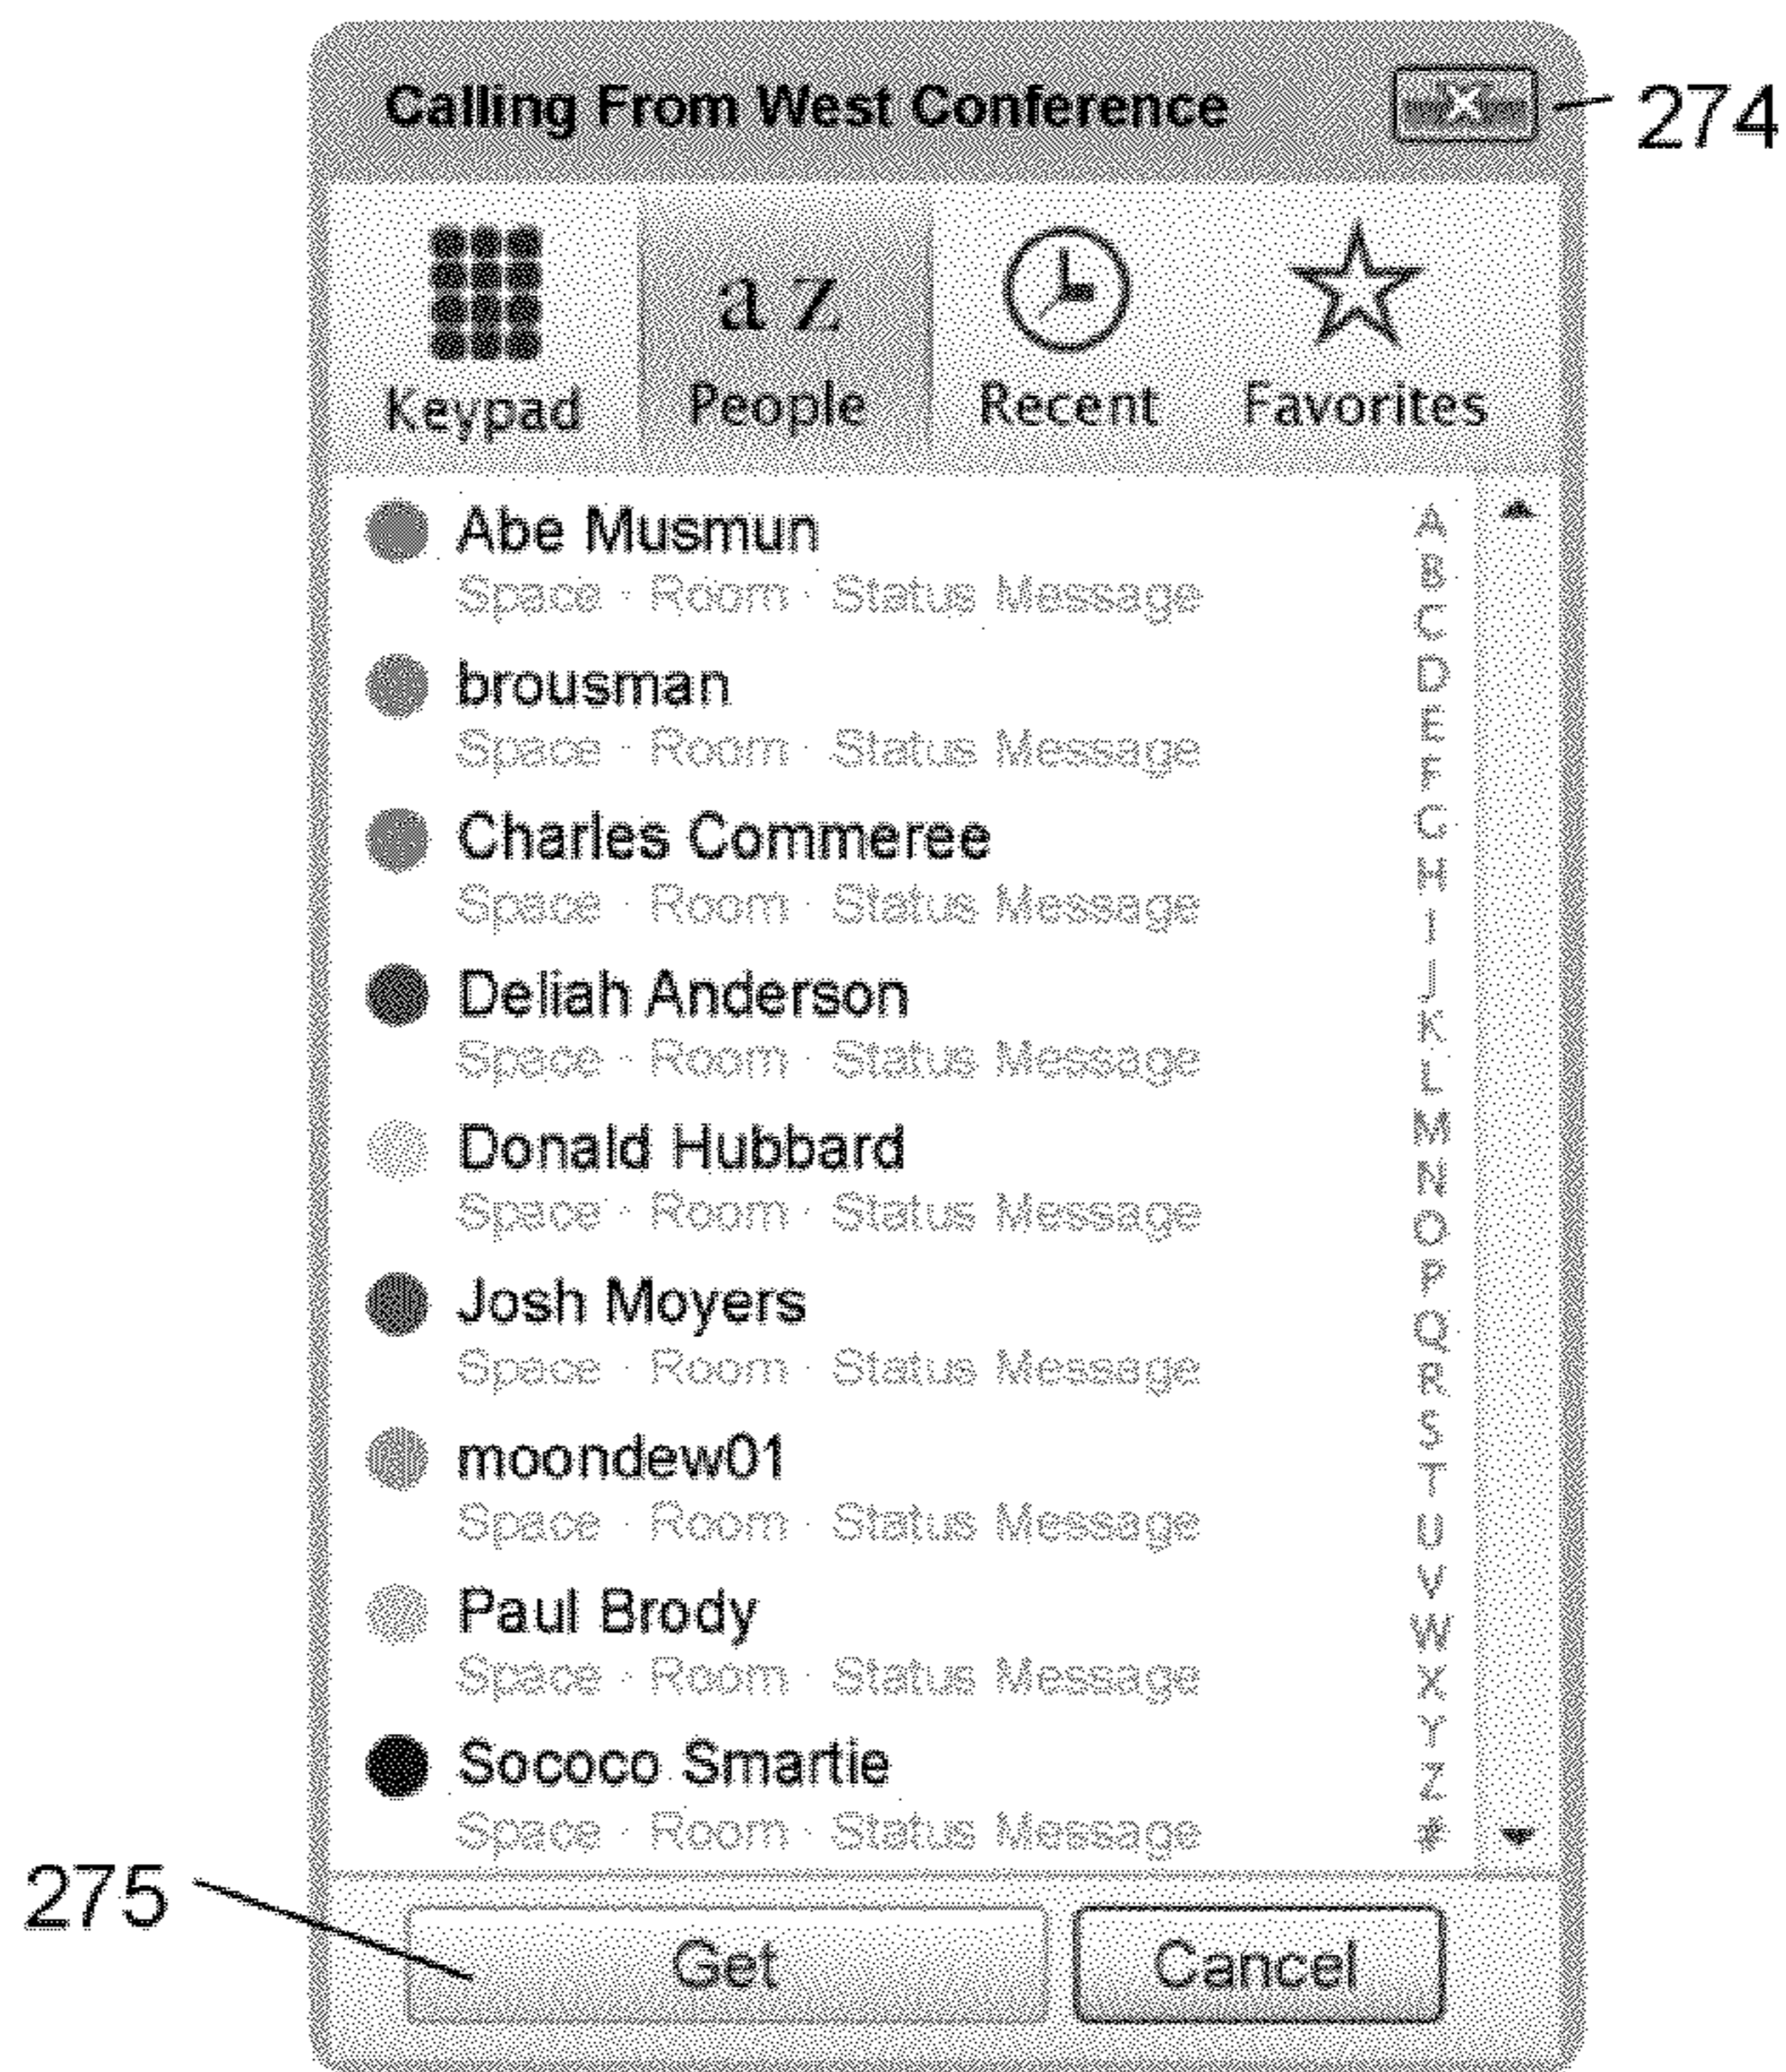 Calling From West Conference
X
274
a z
Keypad People Recent Favorites
Abe Musmun
Space · Room · Status Message
brousman
Space · Room · Status Message
Charles Commeree
Space · Room · Status Message
Deliah Anderson
Space · Room · Status Message
Donald Hubbard
Space · Room · Status Message
Josh Moyers
Space · Room · Status Message
moondew01
Space · Room · Status Message
Paul Brody
Space · Room · Status Message
Sococo Smartie
Space · Room · Status Message
A
B
C
D
E
F
G
H
I
J
K
L
M
N
O
P
Q
R
S
T
U
V
W
X
Y
Z
#
275
Get Cancel